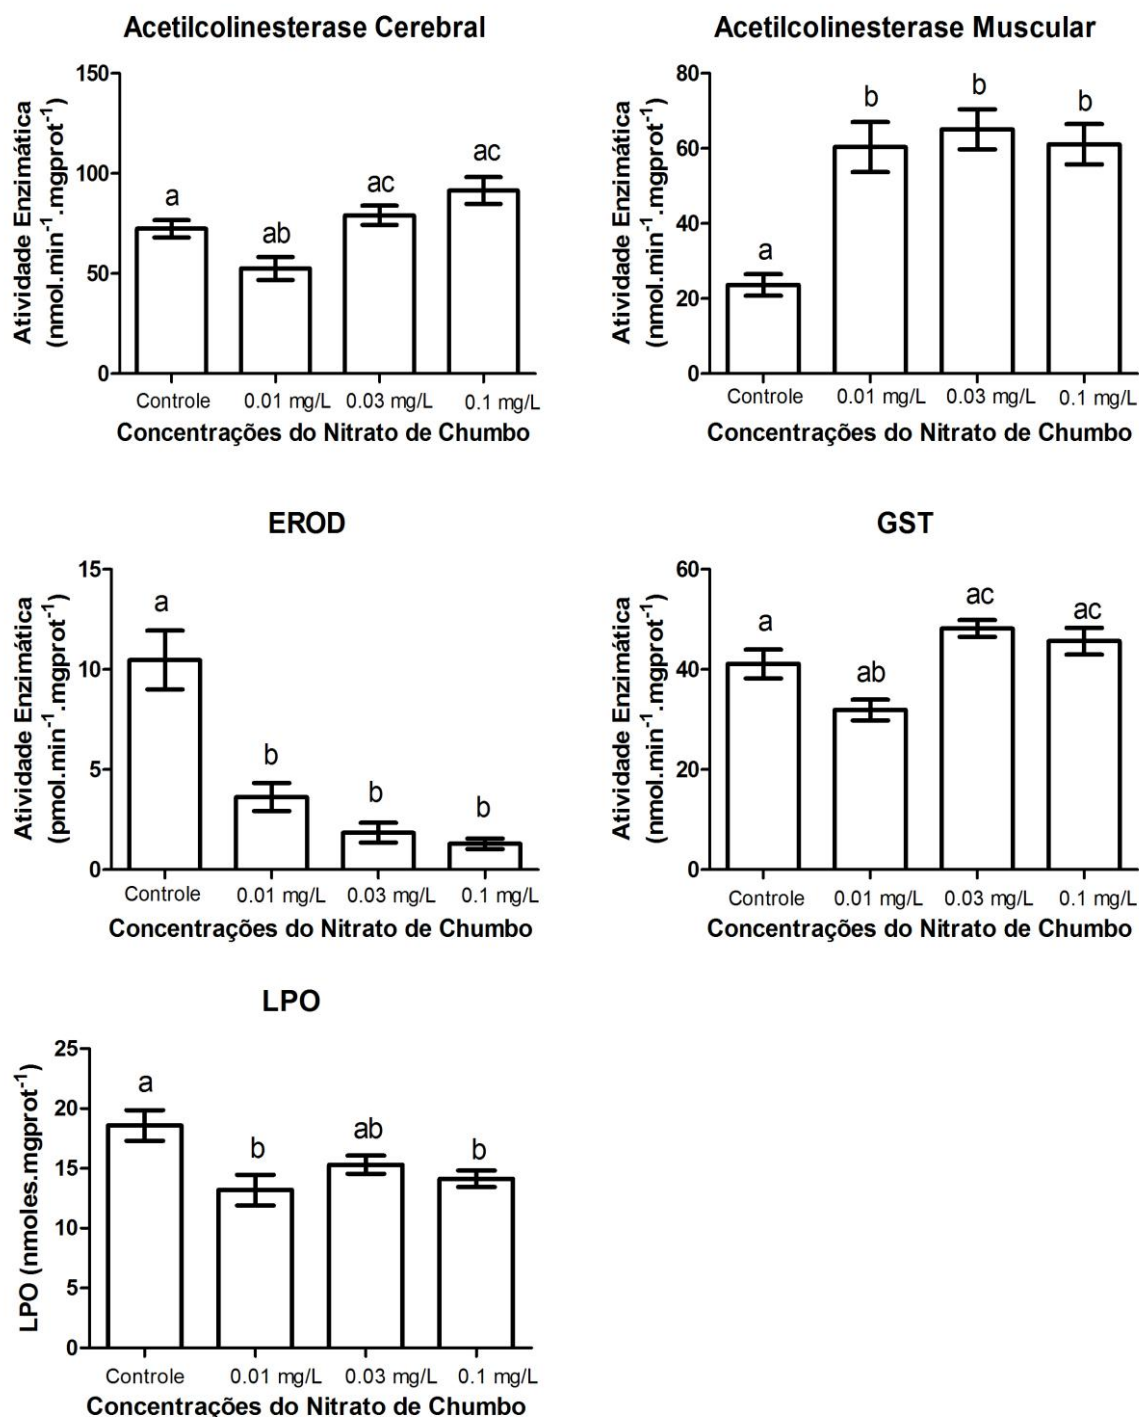 Acetilcolinesterase Cerebral
Atividade Enzimática
(nmol.min-1.mgprot-1)
150
100
50
0
a
ab
ac
ac
Controle
0.01 mg/L
0.03 mg/L
0.1 mg/L
Concentrações do Nitrato de Chumbo
Acetilcolinesterase Muscular
Atividade Enzimática
(nmol.min-1.mgprot-1)
80
60
40
20
0
a
b
b
b
Controle
0.01 mg/L
0.03 mg/L
0.1 mg/L
Concentrações do Nitrato de Chumbo
EROD
Atividade Enzimática
(pmol.min-1.mgprot-1)
15
10
5
0
a
b
b
b
Controle
0.01 mg/L
0.03 mg/L
0.1 mg/L
Concentrações do Nitrato de Chumbo
GST
Atividade Enzimática
(nmol.min-1.mgprot-1)
60
40
20
0
a
ab
ac
ac
Controle
0.01 mg/L
0.03 mg/L
0.1 mg/L
Concentrações do Nitrato de Chumbo
LPO
LPO (nmoles.mgprot-1)
25
20
15
10
5
0
a
b
ab
b
Controle
0.01 mg/L
0.03 mg/L
0.1 mg/L
Concentrações do Nitrato de Chumbo